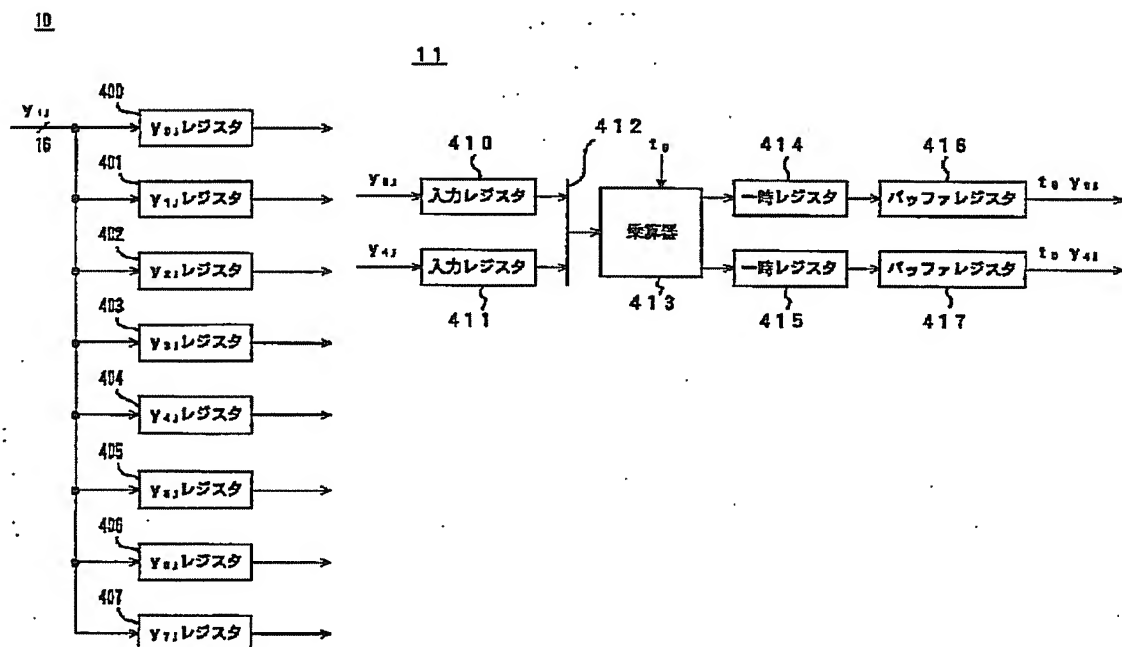 10
y₁ⱼ
16
400
y₀ⱼレジスタ
401
y₁ⱼレジスタ
402
y₂ⱼレジスタ
403
y₃ⱼレジスタ
404
y₄ⱼレジスタ
405
y₅ⱼレジスタ
406
y₆ⱼレジスタ
407
y₇ⱼレジスタ
11
y₀ⱼ
410
入力レジスタ
y₄ⱼ
入力レジスタ
411
412
t₀
乗算器
413
414
一時レジスタ
一時レジスタ
415
416
バッファレジスタ
t₀ y₀ⱼ
バッファレジスタ
417
t₀ y₄ⱼ